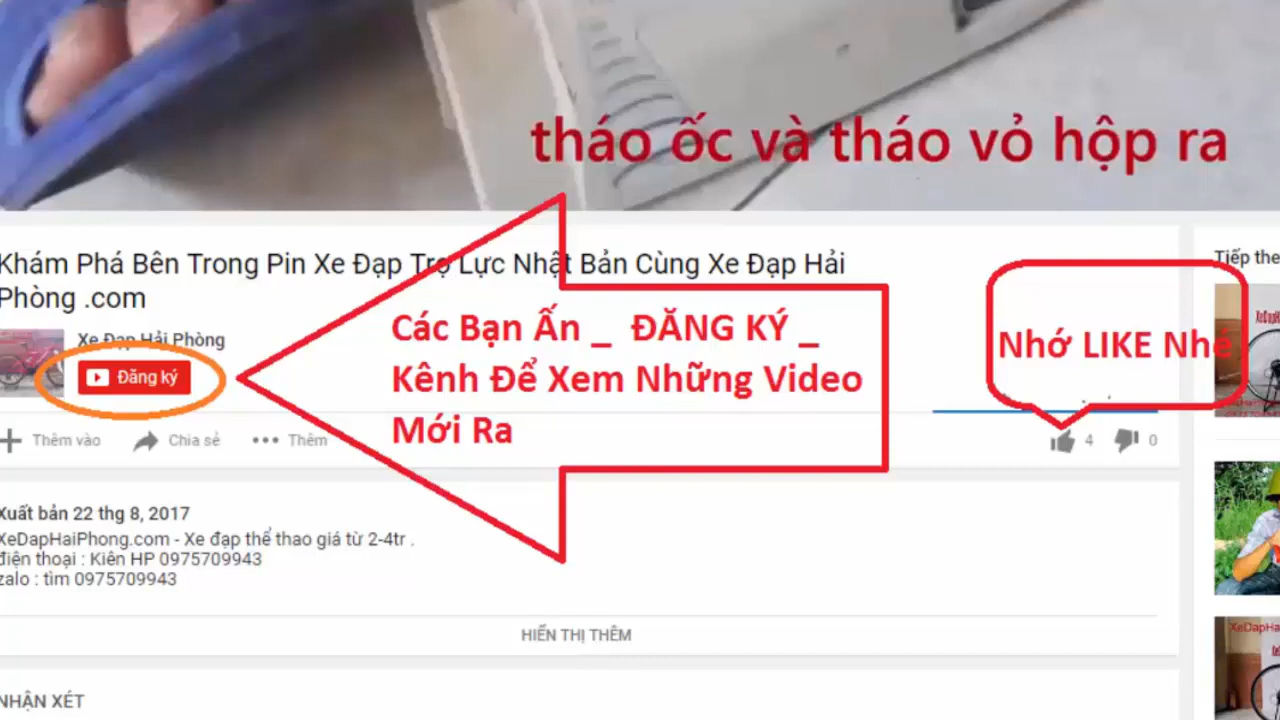 tháo ốc và tháo vỏ hộp ra
Khám Phá Bên Trong Pin Xe Đạp Trợ Lực Nhật Bản Cùng Xe Đạp Hải
Phòng .com
Xe Đạp Hải Phòng
Đăng ký
Các Bạn Ấn _ ĐĂNG KÝ _
Kênh Để Xem Những Video
Mới Ra
Nhớ LIKE Nhé
Tiếp the
Thêm vào
Chia sẻ
Thêm
4
0
Xuất bản 22 thg 8, 2017
XeDapHaiPhong.com - Xe đạp thể thao giá từ 2-4tr .
điện thoại : Kiên HP 0975709943
zalo : tìm 0975709943
HIỂN THỊ THÊM
NHẬN XÉT
XeDapHa